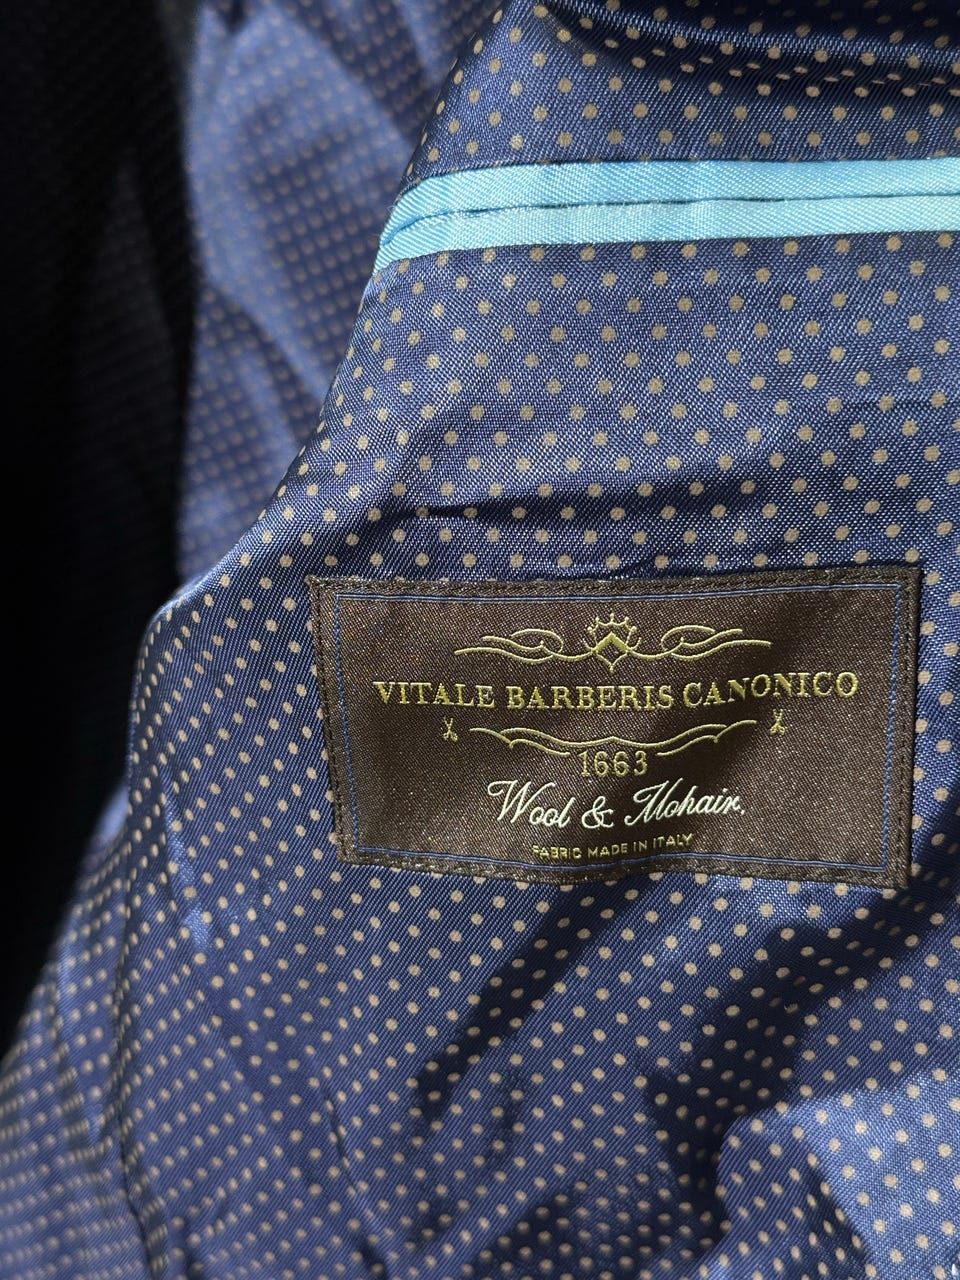 VITALE BARBERIS CANONICO
1663
Wool & Mohair.
FABRIC MADE IN ITALY